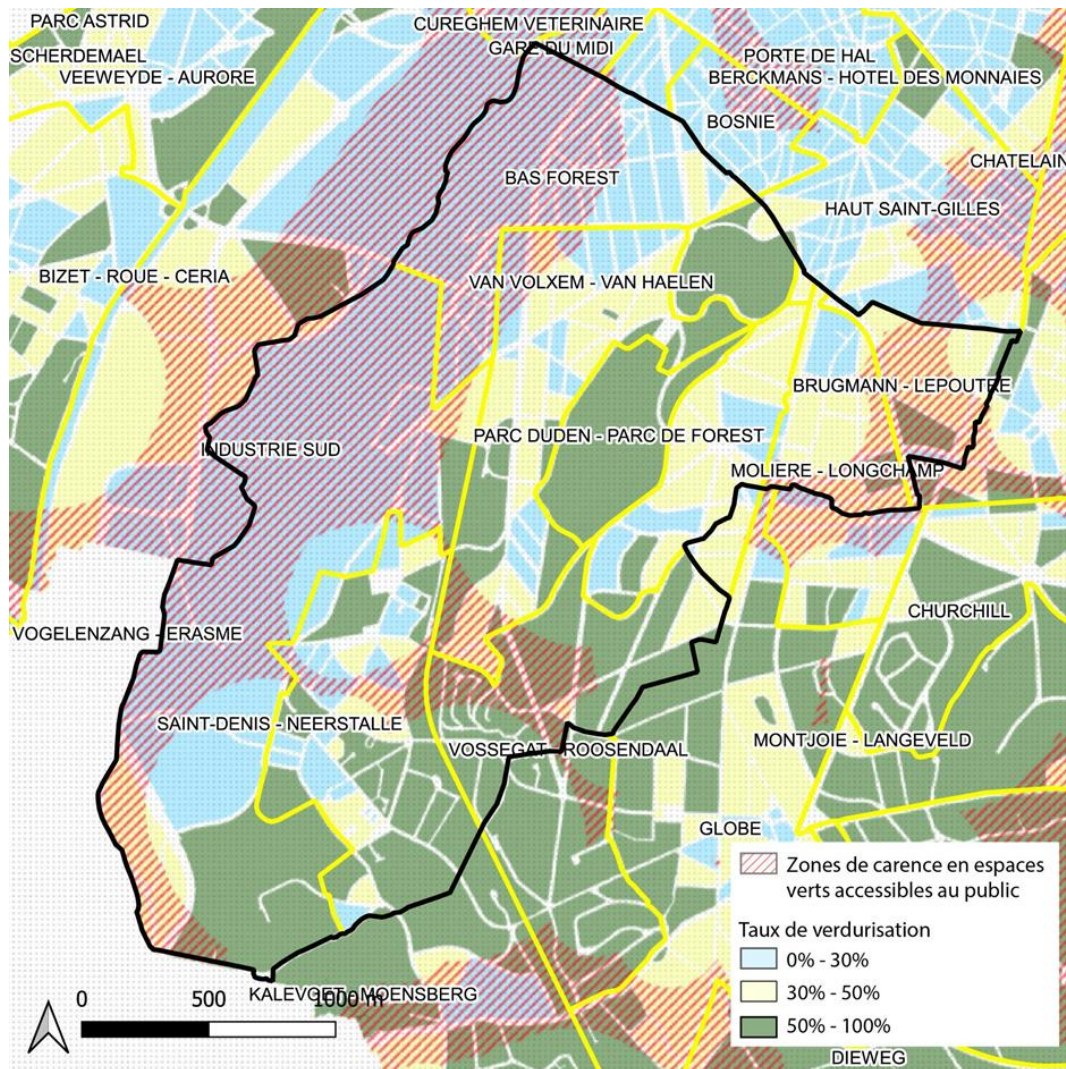 PARC ASTRID
CUREGHEM VETERINAIRE
GARE DU MIDI
SCHERDEMAEL
PORTE DE HAL
VEEWEYDE - AURORE
BERCKMANS - HOTEL DES MONNAIES
BOSNIE
CHATELAIN
BAS FOREST
HAUT SAINT-GILLES
BIZET - ROUE - CERIA
VAN VOLXEM - VAN HAELEN
BRUGMANN - LEPOUTRE
PARC DUDEN - PARC DE FOREST
INDUSTRIE SUD
MOLIERE - LONGCHAMP
CHURCHILL
VOGELENZANG - ERASME
SAINT-DENIS - NEERSTALLE
VOSSEGAT - ROOSENDAAL
MONTJOIE - LANGEVELD
GLOBE
Zones de carence en espaces
verts accessibles au public
Taux de verdurisation
0% - 30%
30% - 50%
50% - 100%
KALEVOET - MOENSBERG
0 500 1000 m
DIEWEG